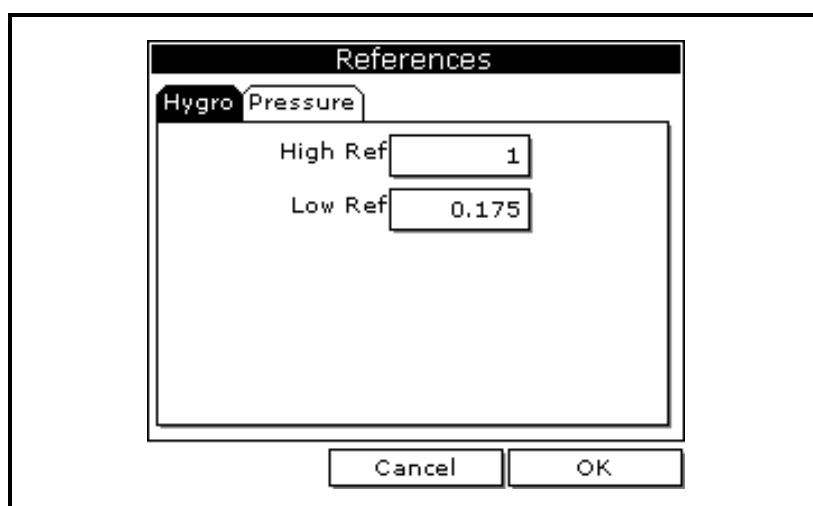 References
Hygro Pressure
High Ref 1
Low Ref 0.175
Cancel OK